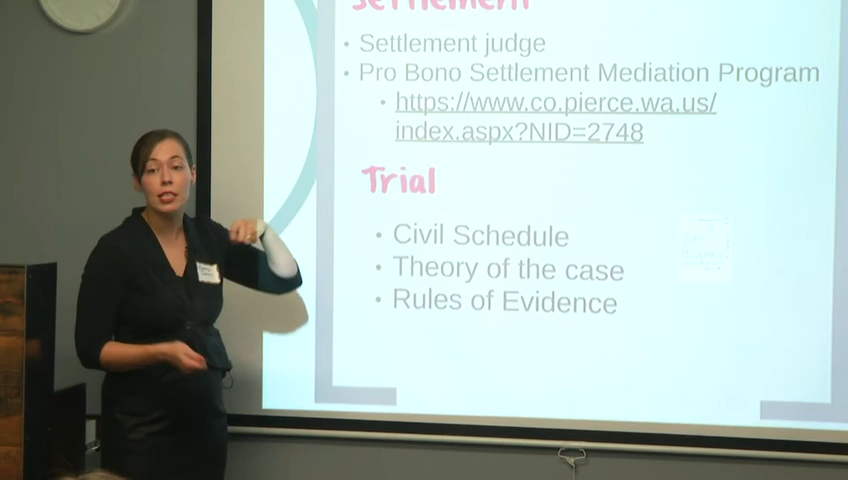 Settlement
• Settlement judge
• Pro Bono Settlement Mediation Program
• https://www.co.pierce.wa.us/
index.aspx?NID=2748
Trial
• Civil Schedule
• Theory of the case
• Rules of Evidence